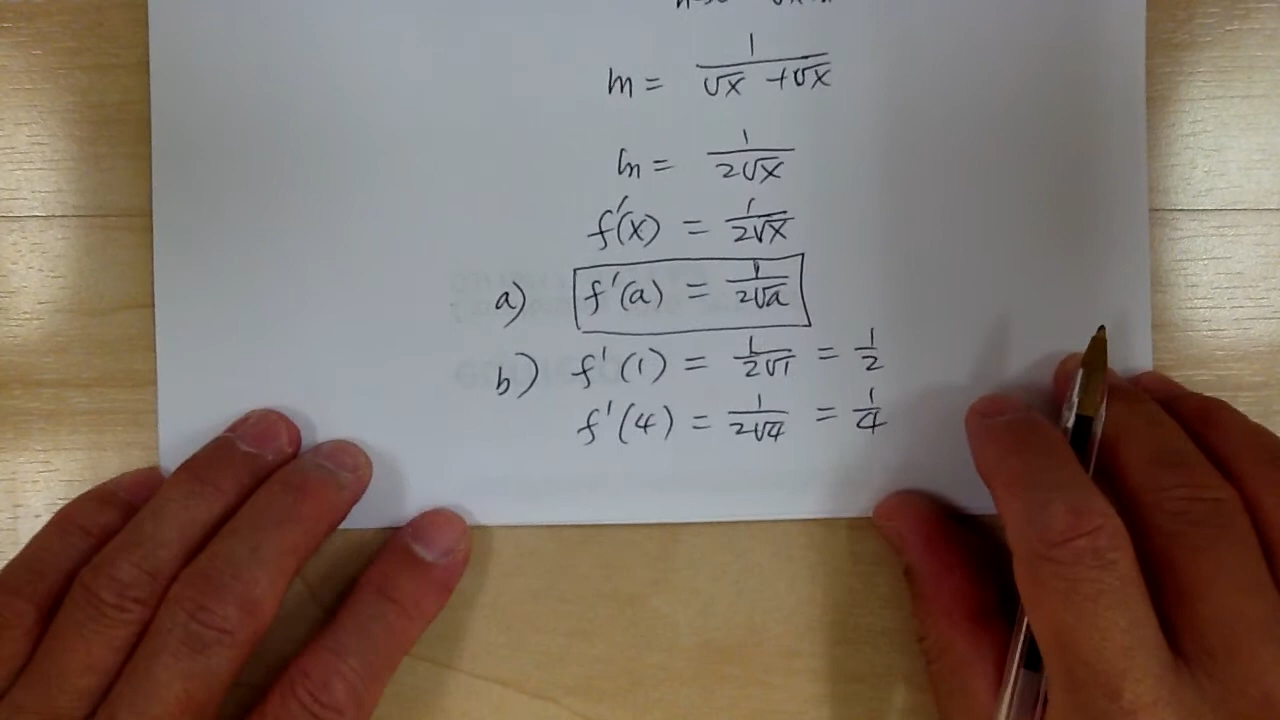 m = 1/(√x + √x)
m = 1/(2√x)
f'(x) = 1/(2√x)
a) f'(a) = 1/(2√a)
b) f'(1) = 1/(2√1) = 1/2
f'(4) = 1/(2√4) = 1/4